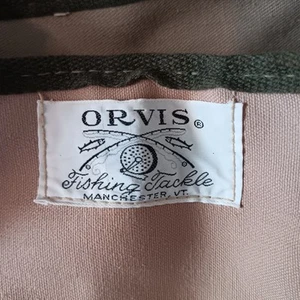 ORVIS®
Fishing Tackle
MANCHESTER, VT.